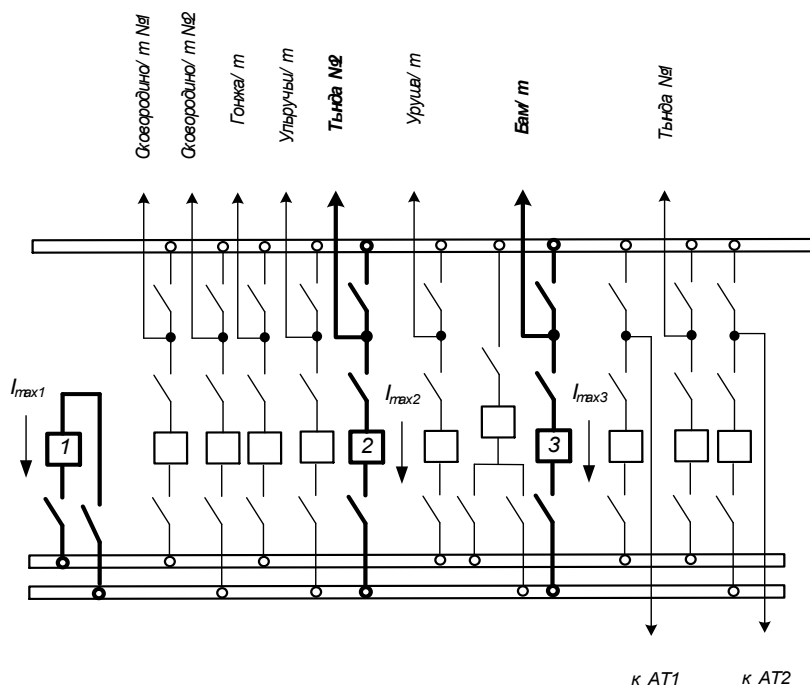 Сковородино/ т №1
Сковородино/ т №2
Гонжа/ т
Ульручьи/ т
Тында №2
Уруша/ т
Бам/ т
Тында №1
Imax1
1
2
Imax2
3
Imax3
к АТ1
к АТ2